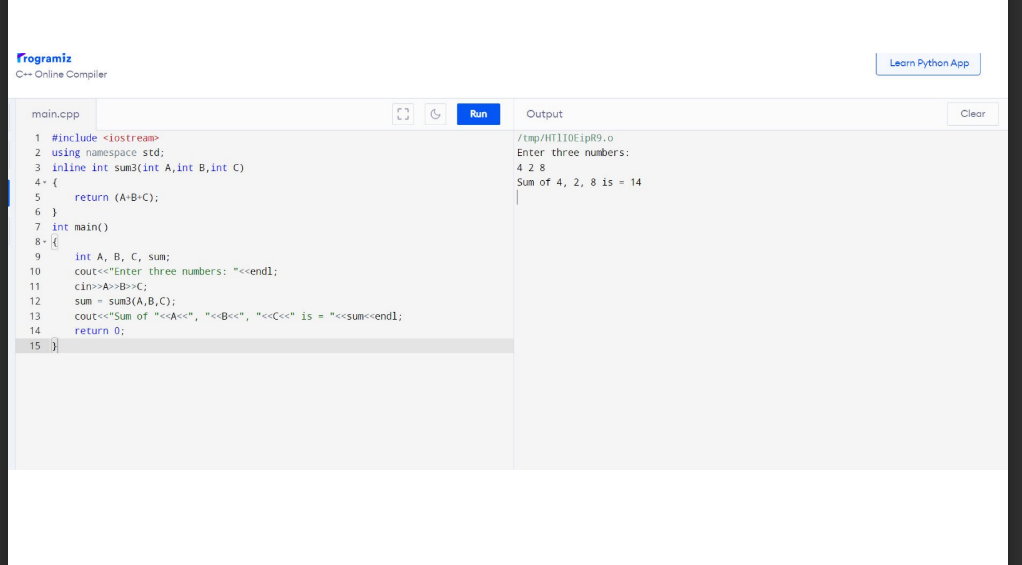 Programiz
C++ Online Compiler
Learn Python App
main.cpp
Run
Output
Clear
1 #include <iostream>
2 using namespace std;
3 inline int sum3(int A,int B,int C)
4 {
5 return (A+B+C);
6 }
7 int main()
8 {
9 int A, B, C, sum;
10 cout<<"Enter three numbers: "<<endl;
11 cin>>A>>B>>C;
12 sum = sum3(A,B,C);
13 cout<<"Sum of "<<A<<", "<<B<<", "<<C<<" is = "<<sum<<endl;
14 return 0;
15 }
/tmp/HTlI0EipR9.o
Enter three numbers:
4 2 8
Sum of 4, 2, 8 is = 14